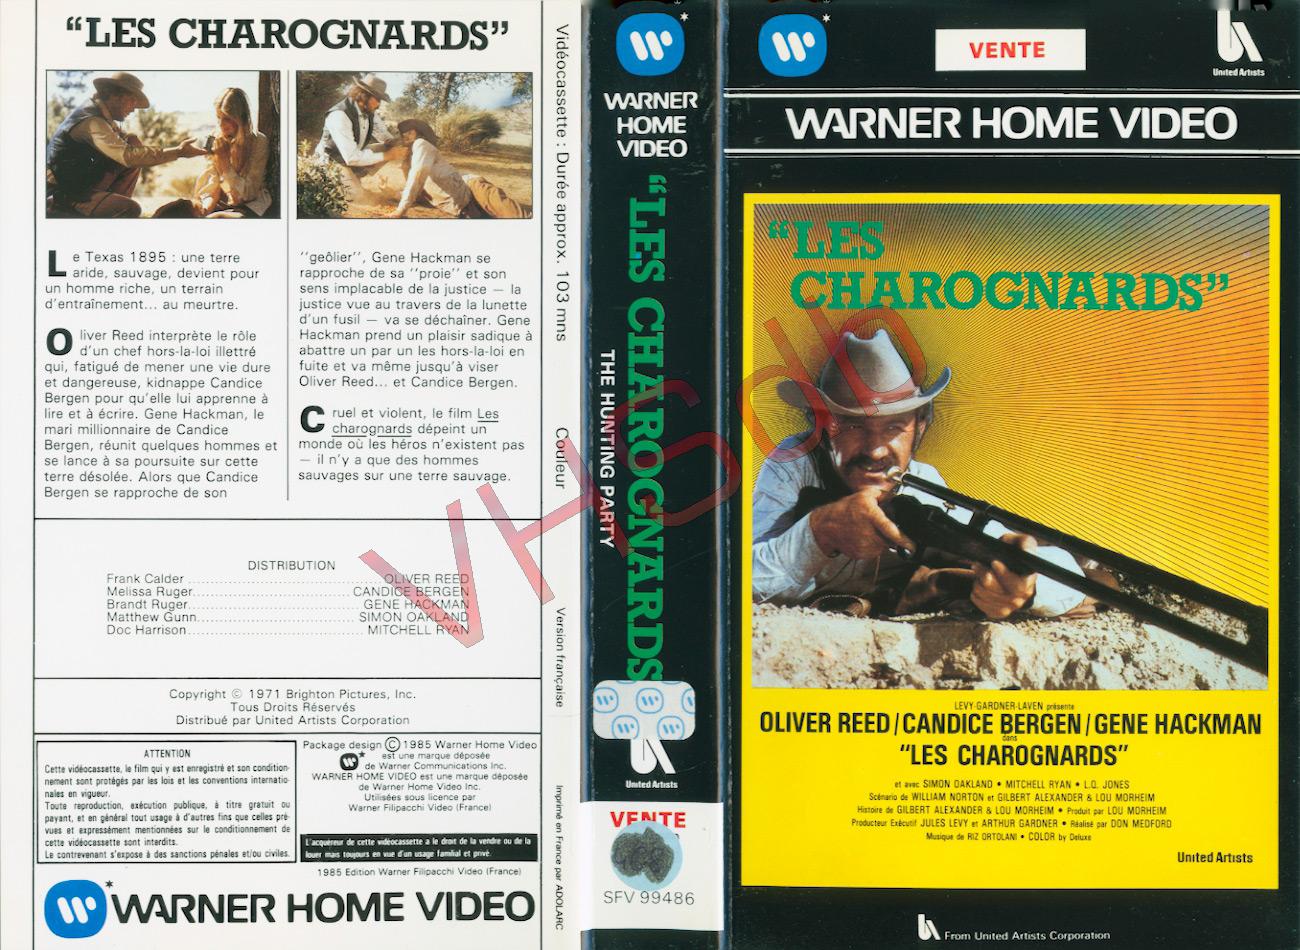 "LES CHAROGNARDS"
Le Texas 1895 : une terre
aride, sauvage, devient pour
un homme riche, un terrain
d'entraînement... au meurtre.
Oliver Reed interprète le rôle
d'un chef hors-la-loi illettré
qui, fatigué de mener une vie dure
et dangereuse, kidnappe Candice
Bergen pour qu'elle lui apprenne à
lire et à écrire. Gene Hackman, le
mari millionnaire de Candice
Bergen, réunit quelques hommes et
se lance à sa poursuite sur cette
terre désolée. Alors que Candice
Bergen se rapproche de son
''geôlier'', Gene Hackman se
rapproche de sa ''proie'' et son
sens implacable de la justice — la
justice vue au travers de la lunette
d'un fusil — va se déchaîner. Gene
Hackman prend un plaisir sadique à
abattre un par un les hors-la-loi en
fuite et va même jusqu'à viser
Oliver Reed... et Candice Bergen.
Cruel et violent, le film Les
charognards dépeint un
monde où les héros n'existent pas
— il n'y a que des hommes
sauvages sur une terre sauvage.
DISTRIBUTION
Frank Calder ........ OLIVER REED
Melissa Ruger........ CANDICE BERGEN
Brandt Ruger........ GENE HACKMAN
Matthew Gunn........ SIMON OAKLAND
Doc Harrison........ MITCHELL RYAN
Copyright © 1971 Brighton Pictures, Inc.
Tous Droits Réservés
Distribué par United Artists Corporation
ATTENTION
Cette vidéocassette, le film qui y est enregistré et son condition-
nement sont protégés par les lois et les conventions internatio-
nales en vigueur.
Toute reproduction, exécution publique, à titre gratuit ou
payant, et en général tout usage à d'autres fins que celles pré-
vues et expressément mentionnées sur le conditionnement de
cette vidéocassette sont interdits.
Le contrevenant s'expose à des sanctions pénales et/ou civiles.
Package design © 1985 Warner Home Video
* est une marque déposée
de Warner Communications Inc.
WARNER HOME VIDEO est une marque déposée
de Warner Home Video Inc.
Utilisées sous licence par
Warner Filipacchi Video (France)
L'acquéreur de cette vidéocassette a le droit de la vendre ou de la
louer mais toujours en vue d'un usage familial et privé.
1985 Edition Warner Filipacchi Video (France)
* WARNER HOME VIDEO
Vidéocassette : Durée approx. 103 mns
Couleur
Version française
Imprimé en France par ADOLARC
*
WARNER
HOME
VIDEO
"LES CHAROGNARDS
THE HUNTING PARTY
United Artists
VENTE
SFV 99486
*
VENTE
United Artists
WARNER HOME VIDEO
"LES
CHAROGNARDS"
LEVY-GARDNER-LAVEN présente
OLIVER REED/CANDICE BERGEN/GENE HACKMAN
dans
"LES CHAROGNARDS"
et avec SIMON OAKLAND • MITCHELL RYAN • L.Q. JONES
Scénario de WILLIAM NORTON et GILBERT ALEXANDER & LOU MORHEIM
Histoire de GILBERT ALEXANDER & LOU MORHEIM • Produit par LOU MORHEIM
Producteur Exécutif JULES LEVY et ARTHUR GARDNER • Réalisé par DON MEDFORD
Musique de RIZ ORTOLANI • COLOR by Deluxe
United Artists
From United Artists Corporation
VHSdb